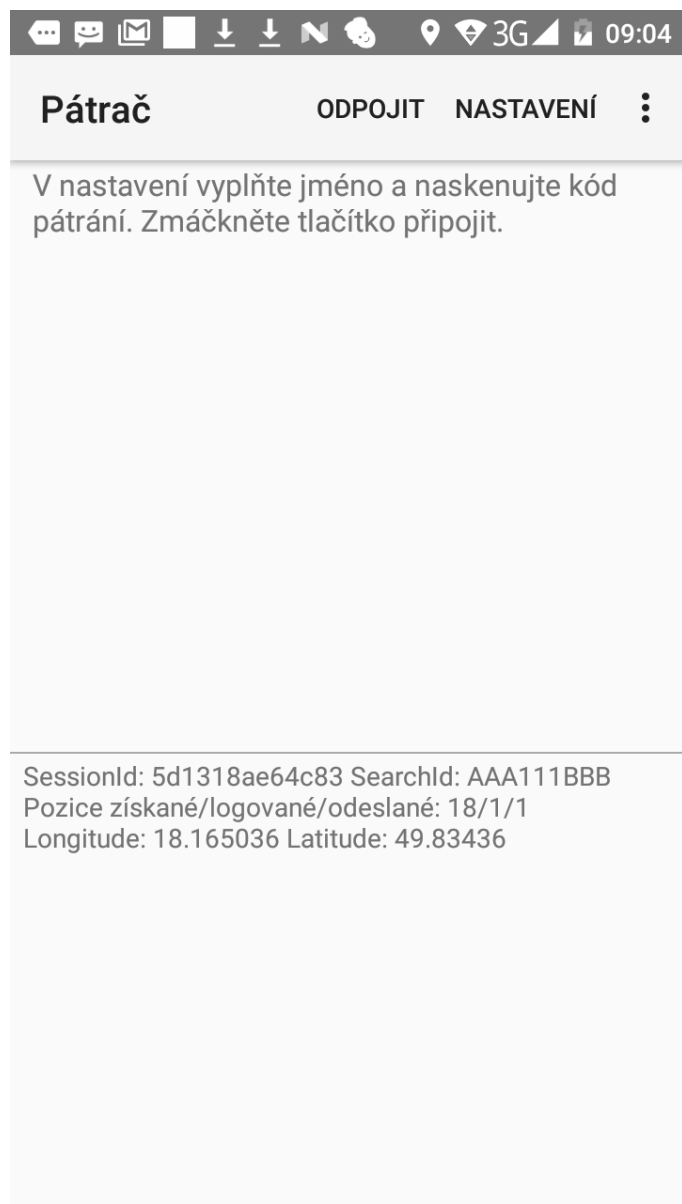 3G 09:04
Pátrač ODPOJIT NASTAVENÍ
V nastavení vyplňte jméno a naskenujte kód
pátrání. Zmáčkněte tlačítko připojit.
SessionId: 5d1318ae64c83 SearchId: AAA111BBB
Pozice získané/logované/odeslané: 18/1/1
Longitude: 18.165036 Latitude: 49.83436